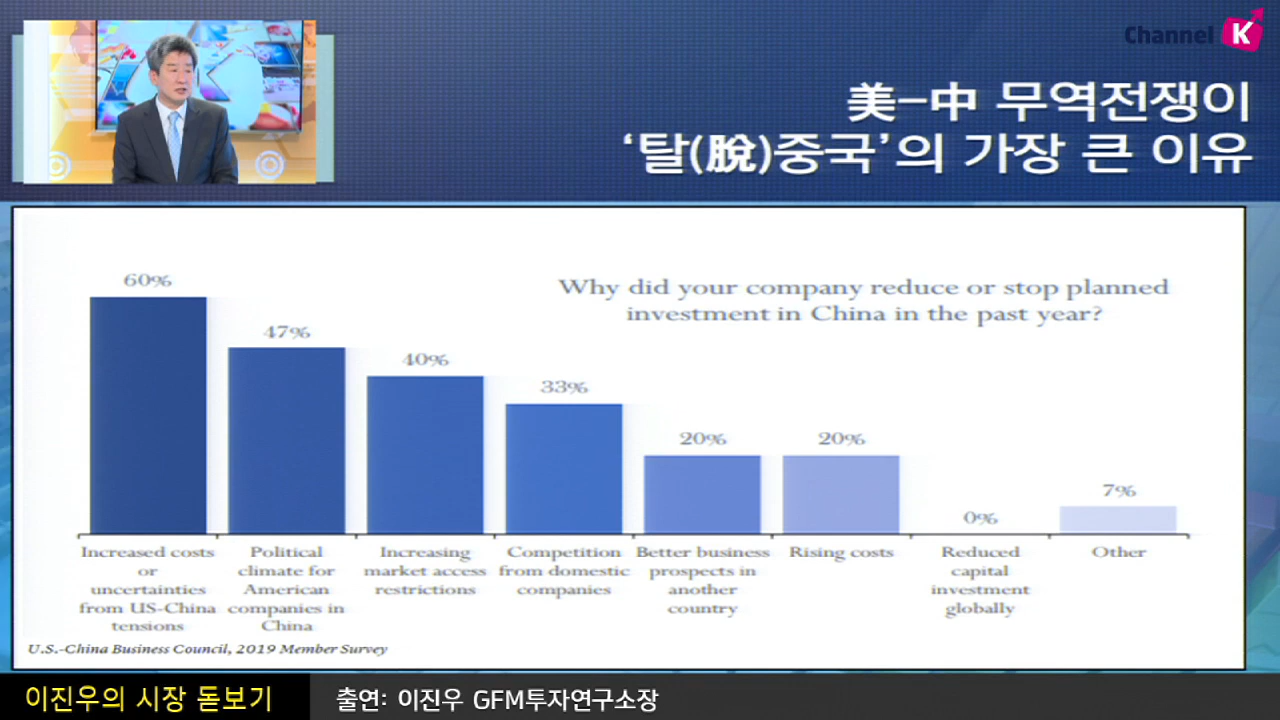 Channel K
美-中 무역전쟁이
‘탈(脫)중국’의 가장 큰 이유
Why did your company reduce or stop planned
investment in China in the past year?
60%
47%
40%
33%
20%
20%
0%
7%
Increased costs
or
uncertainties
from US-China
tensions
Political
climate for
American
companies in
China
Increasing
market access
restrictions
Competition
from domestic
companies
Better business
prospects in
another
country
Rising costs
Reduced
capital
investment
globally
Other
U.S.-China Business Council, 2019 Member Survey
이진우의 시장 돋보기
출연: 이진우 GFM투자연구소장